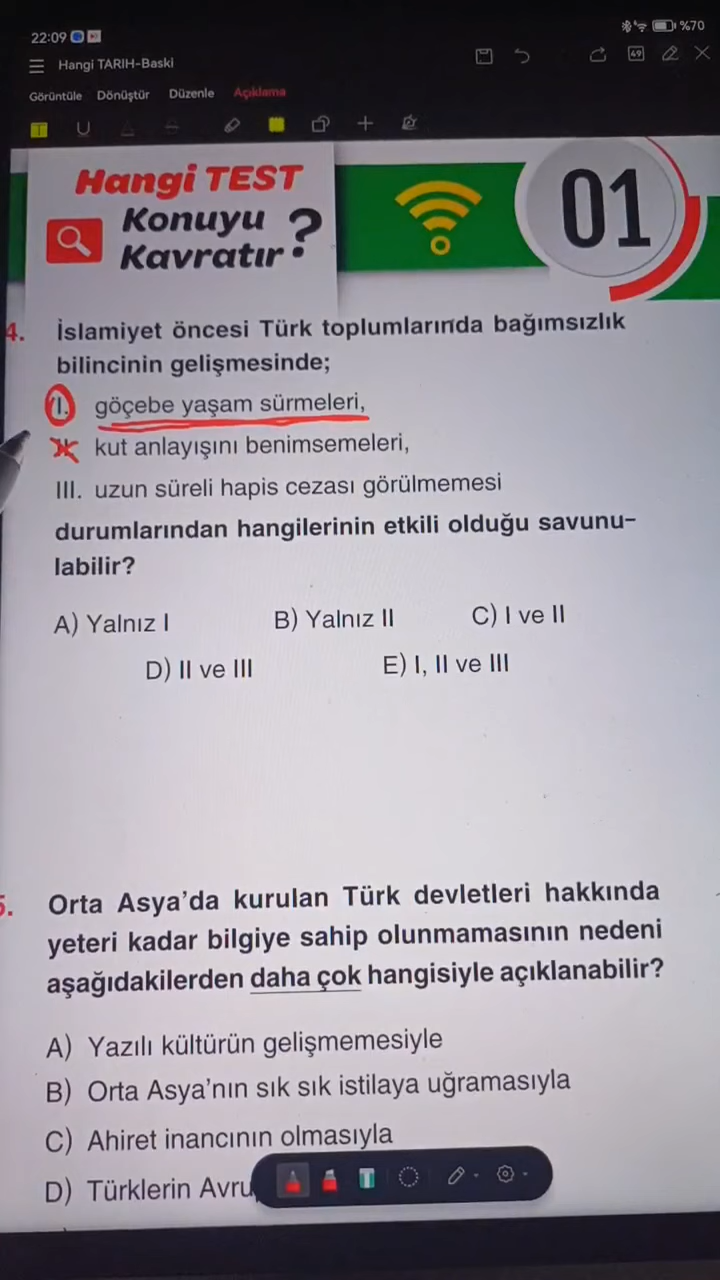 22:09
%70
Hangi TARIH-Baski
49
Görüntüle Dönüştür Düzenle Açıklama
Hangi TEST
Konuyu
Kavratır?
01
4. İslamiyet öncesi Türk toplumlarında bağımsızlık
bilincinin gelişmesinde;
I. göçebe yaşam sürmeleri,
kut anlayışını benimsemeleri,
III. uzun süreli hapis cezası görülmemesi
durumlarından hangilerinin etkili olduğu savunu-
labilir?
A) Yalnız I B) Yalnız II C) I ve II
D) II ve III E) I, II ve III
5. Orta Asya'da kurulan Türk devletleri hakkında
yeteri kadar bilgiye sahip olunmamasının nedeni
aşağıdakilerden daha çok hangisiyle açıklanabilir?
A) Yazılı kültürün gelişmemesiyle
B) Orta Asya'nın sık sık istilaya uğramasıyla
C) Ahiret inancının olmasıyla
D) Türklerin Avru